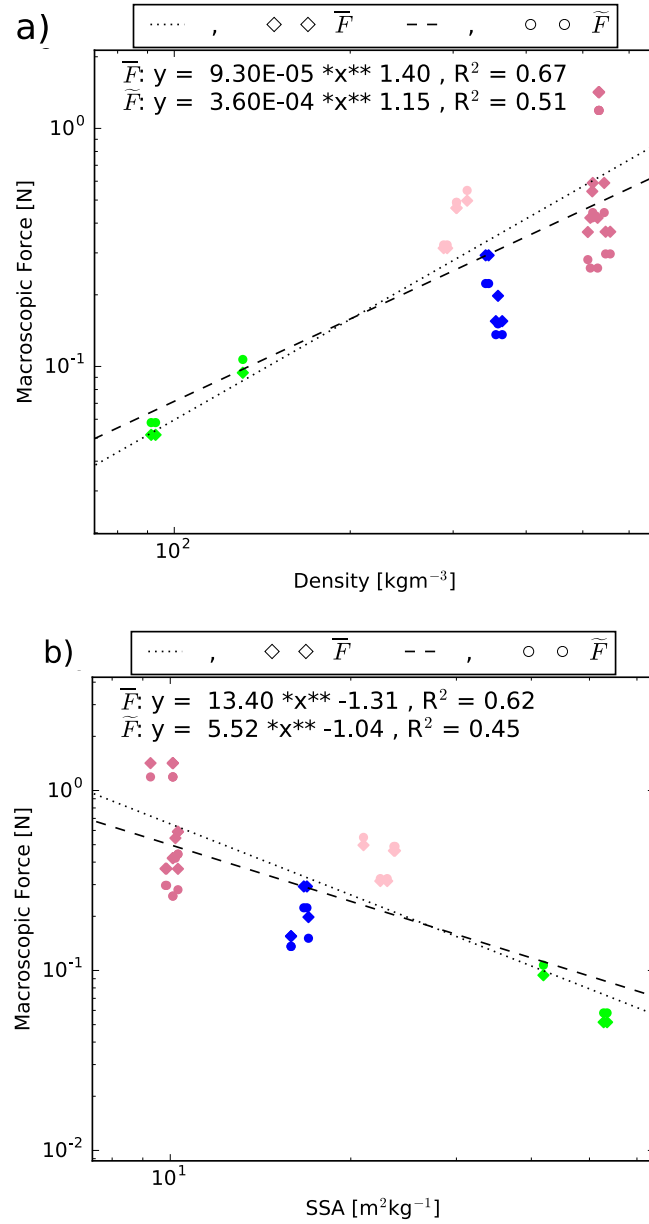 a)
, F̅ , F̃
F̅: y = 9.30E-05 *x** 1.40 , R² = 0.67
F̃: y = 3.60E-04 *x** 1.15 , R² = 0.51
10⁰
10⁻¹
Macroscopic Force [N]
10²
Density [kgm⁻³]
b)
, F̅ , F̃
F̅: y = 13.40 *x** -1.31 , R² = 0.62
F̃: y = 5.52 *x** -1.04 , R² = 0.45
10⁰
10⁻¹
10⁻²
Macroscopic Force [N]
10¹
SSA [m²kg⁻¹]